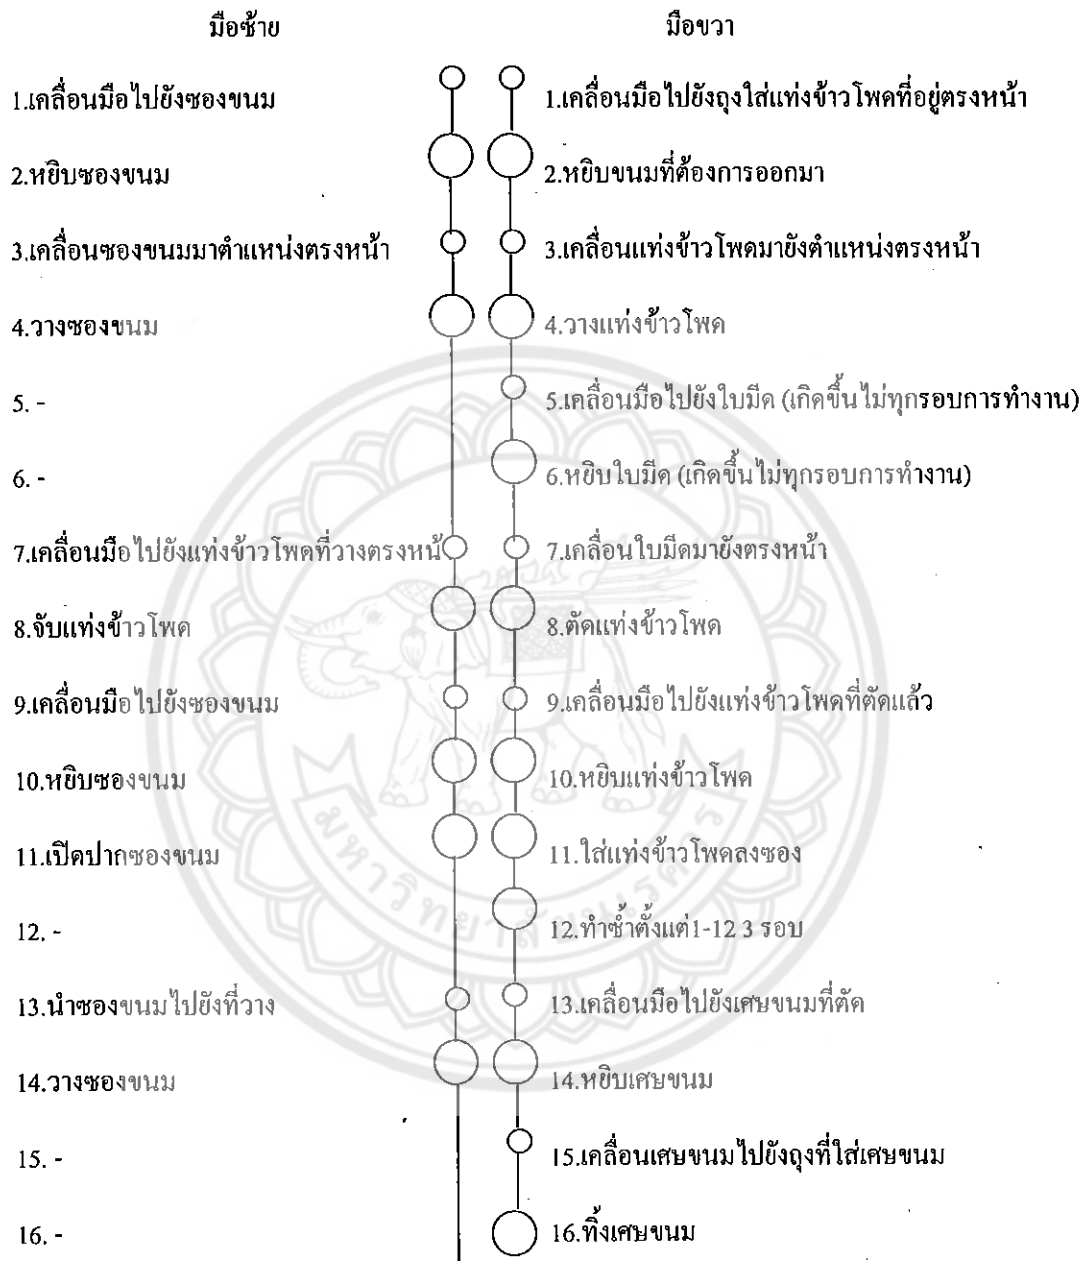 มือซ้าย มือขวา
1.เคลื่อนมือไปยังซองขนม 1.เคลื่อนมือไปยังถุงใส่แท่งข้าวโพดที่อยู่ตรงหน้า
2.หยิบซองขนม 2.หยิบขนมที่ต้องการออกมา
3.เคลื่อนซองขนมมาตำแหน่งตรงหน้า 3.เคลื่อนแท่งข้าวโพดมายังตำแหน่งตรงหน้า
4.วางซองขนม 4.วางแท่งข้าวโพด
5. - 5.เคลื่อนมือไปยังใบมีด (เกิดขึ้นไม่ทุกรอบการทำงาน)
6. - 6.หยิบใบมีด (เกิดขึ้นไม่ทุกรอบการทำงาน)
7.เคลื่อนมือไปยังแท่งข้าวโพดที่วางตรงหน้ 7.เคลื่อนใบมีดมายังตรงหน้า
8.จับแท่งข้าวโพด 8.ตัดแท่งข้าวโพด
9.เคลื่อนมือไปยังซองขนม 9.เคลื่อนมือไปยังแท่งข้าวโพดที่ตัดแล้ว
10.หยิบซองขนม 10.หยิบแท่งข้าวโพด
11.เปิดปากซองขนม 11.ใส่แท่งข้าวโพดลงซอง
12. - 12.ทำซ้ำตั้งแต่1-12 3 รอบ
13.นำซองขนมไปยังที่วาง 13.เคลื่อนมือไปยังเศษขนมที่ตัด
14.วางซองขนม 14.หยิบเศษขนม
15. - 15.เคลื่อนเศษขนมไปยังถุงที่ใส่เศษขนม
16. - 16.ทิ้งเศษขนม
มหาวิทยาลัยนเรศวร